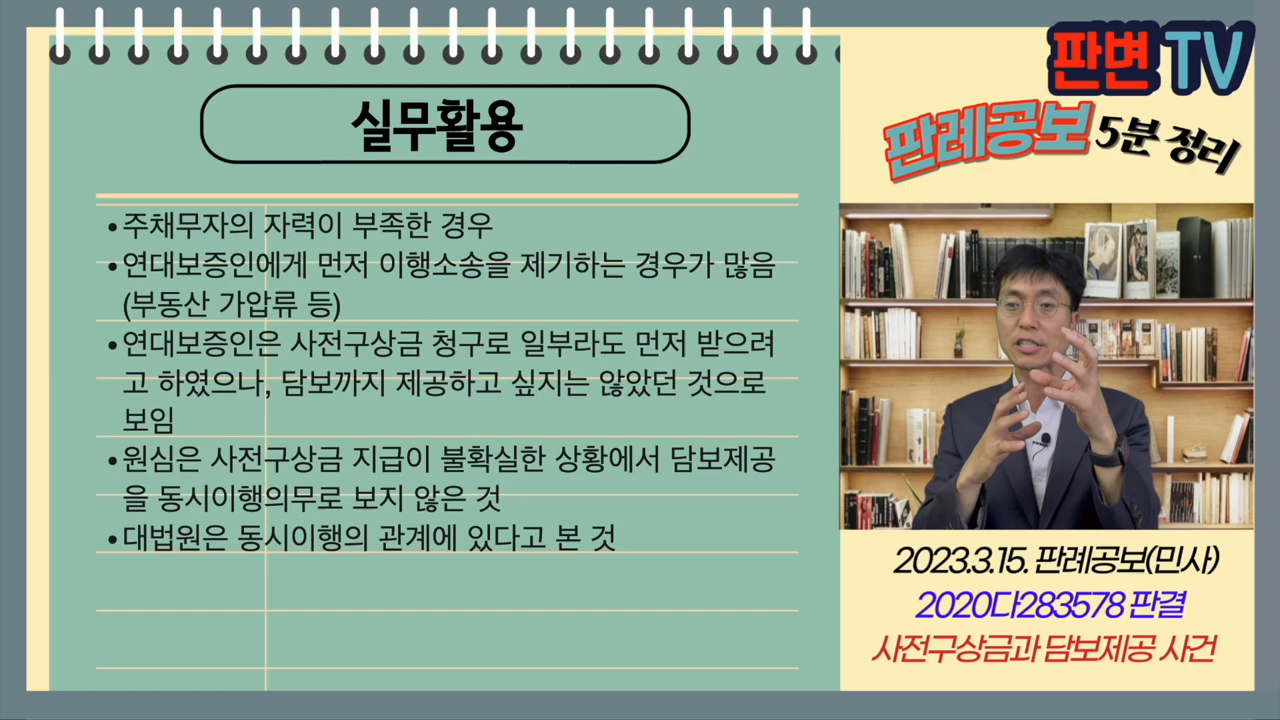 실무활용
•주채무자의 자력이 부족한 경우
•연대보증인에게 먼저 이행소송을 제기하는 경우가 많음
(부동산 가압류 등)
•연대보증인은 사전구상금 청구로 일부라도 먼저 받으려
고 하였으나, 담보까지 제공하고 싶지는 않았던 것으로
보임
•원심은 사전구상금 지급이 불확실한 상황에서 담보제공
을 동시이행의무로 보지 않은 것
•대법원은 동시이행의 관계에 있다고 본 것
판변 TV
판례공보 5분 정리
2023.3.15. 판례공보(민사)
2020다283578 판결
사전구상금과 담보제공 사건